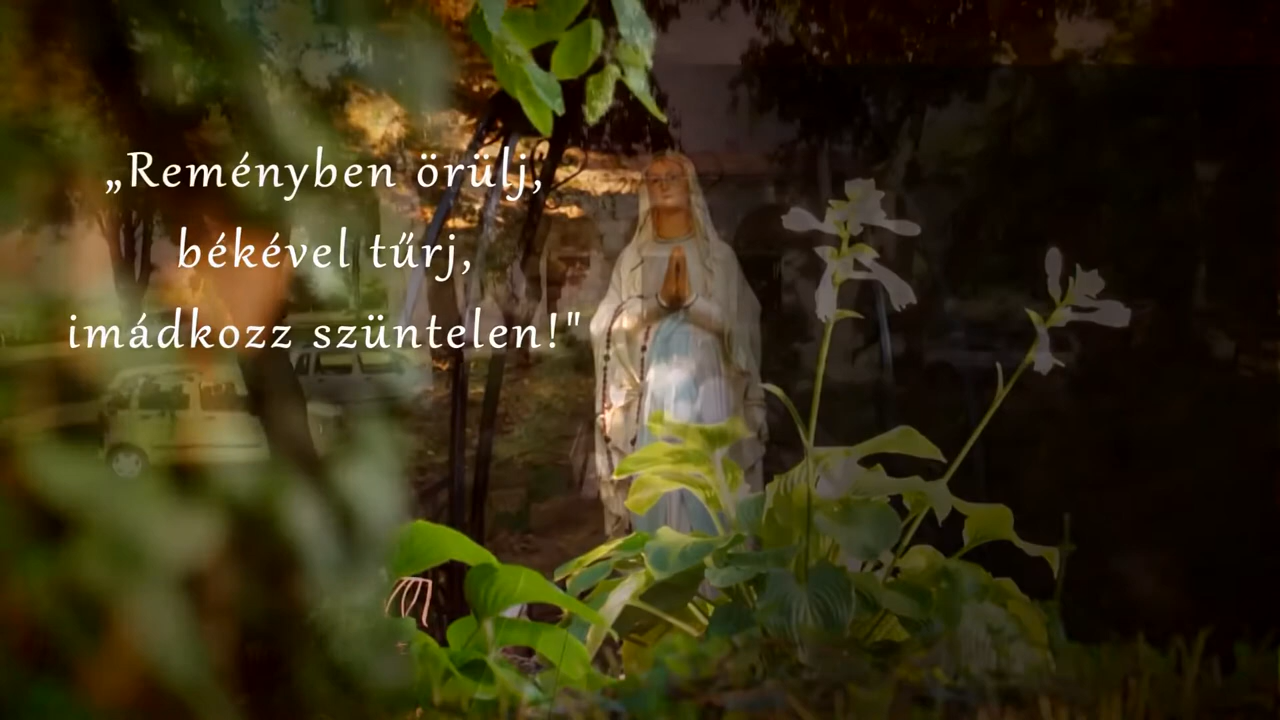 „Reményben örülj,
békével tűrj,
imádkozz szüntelen!"